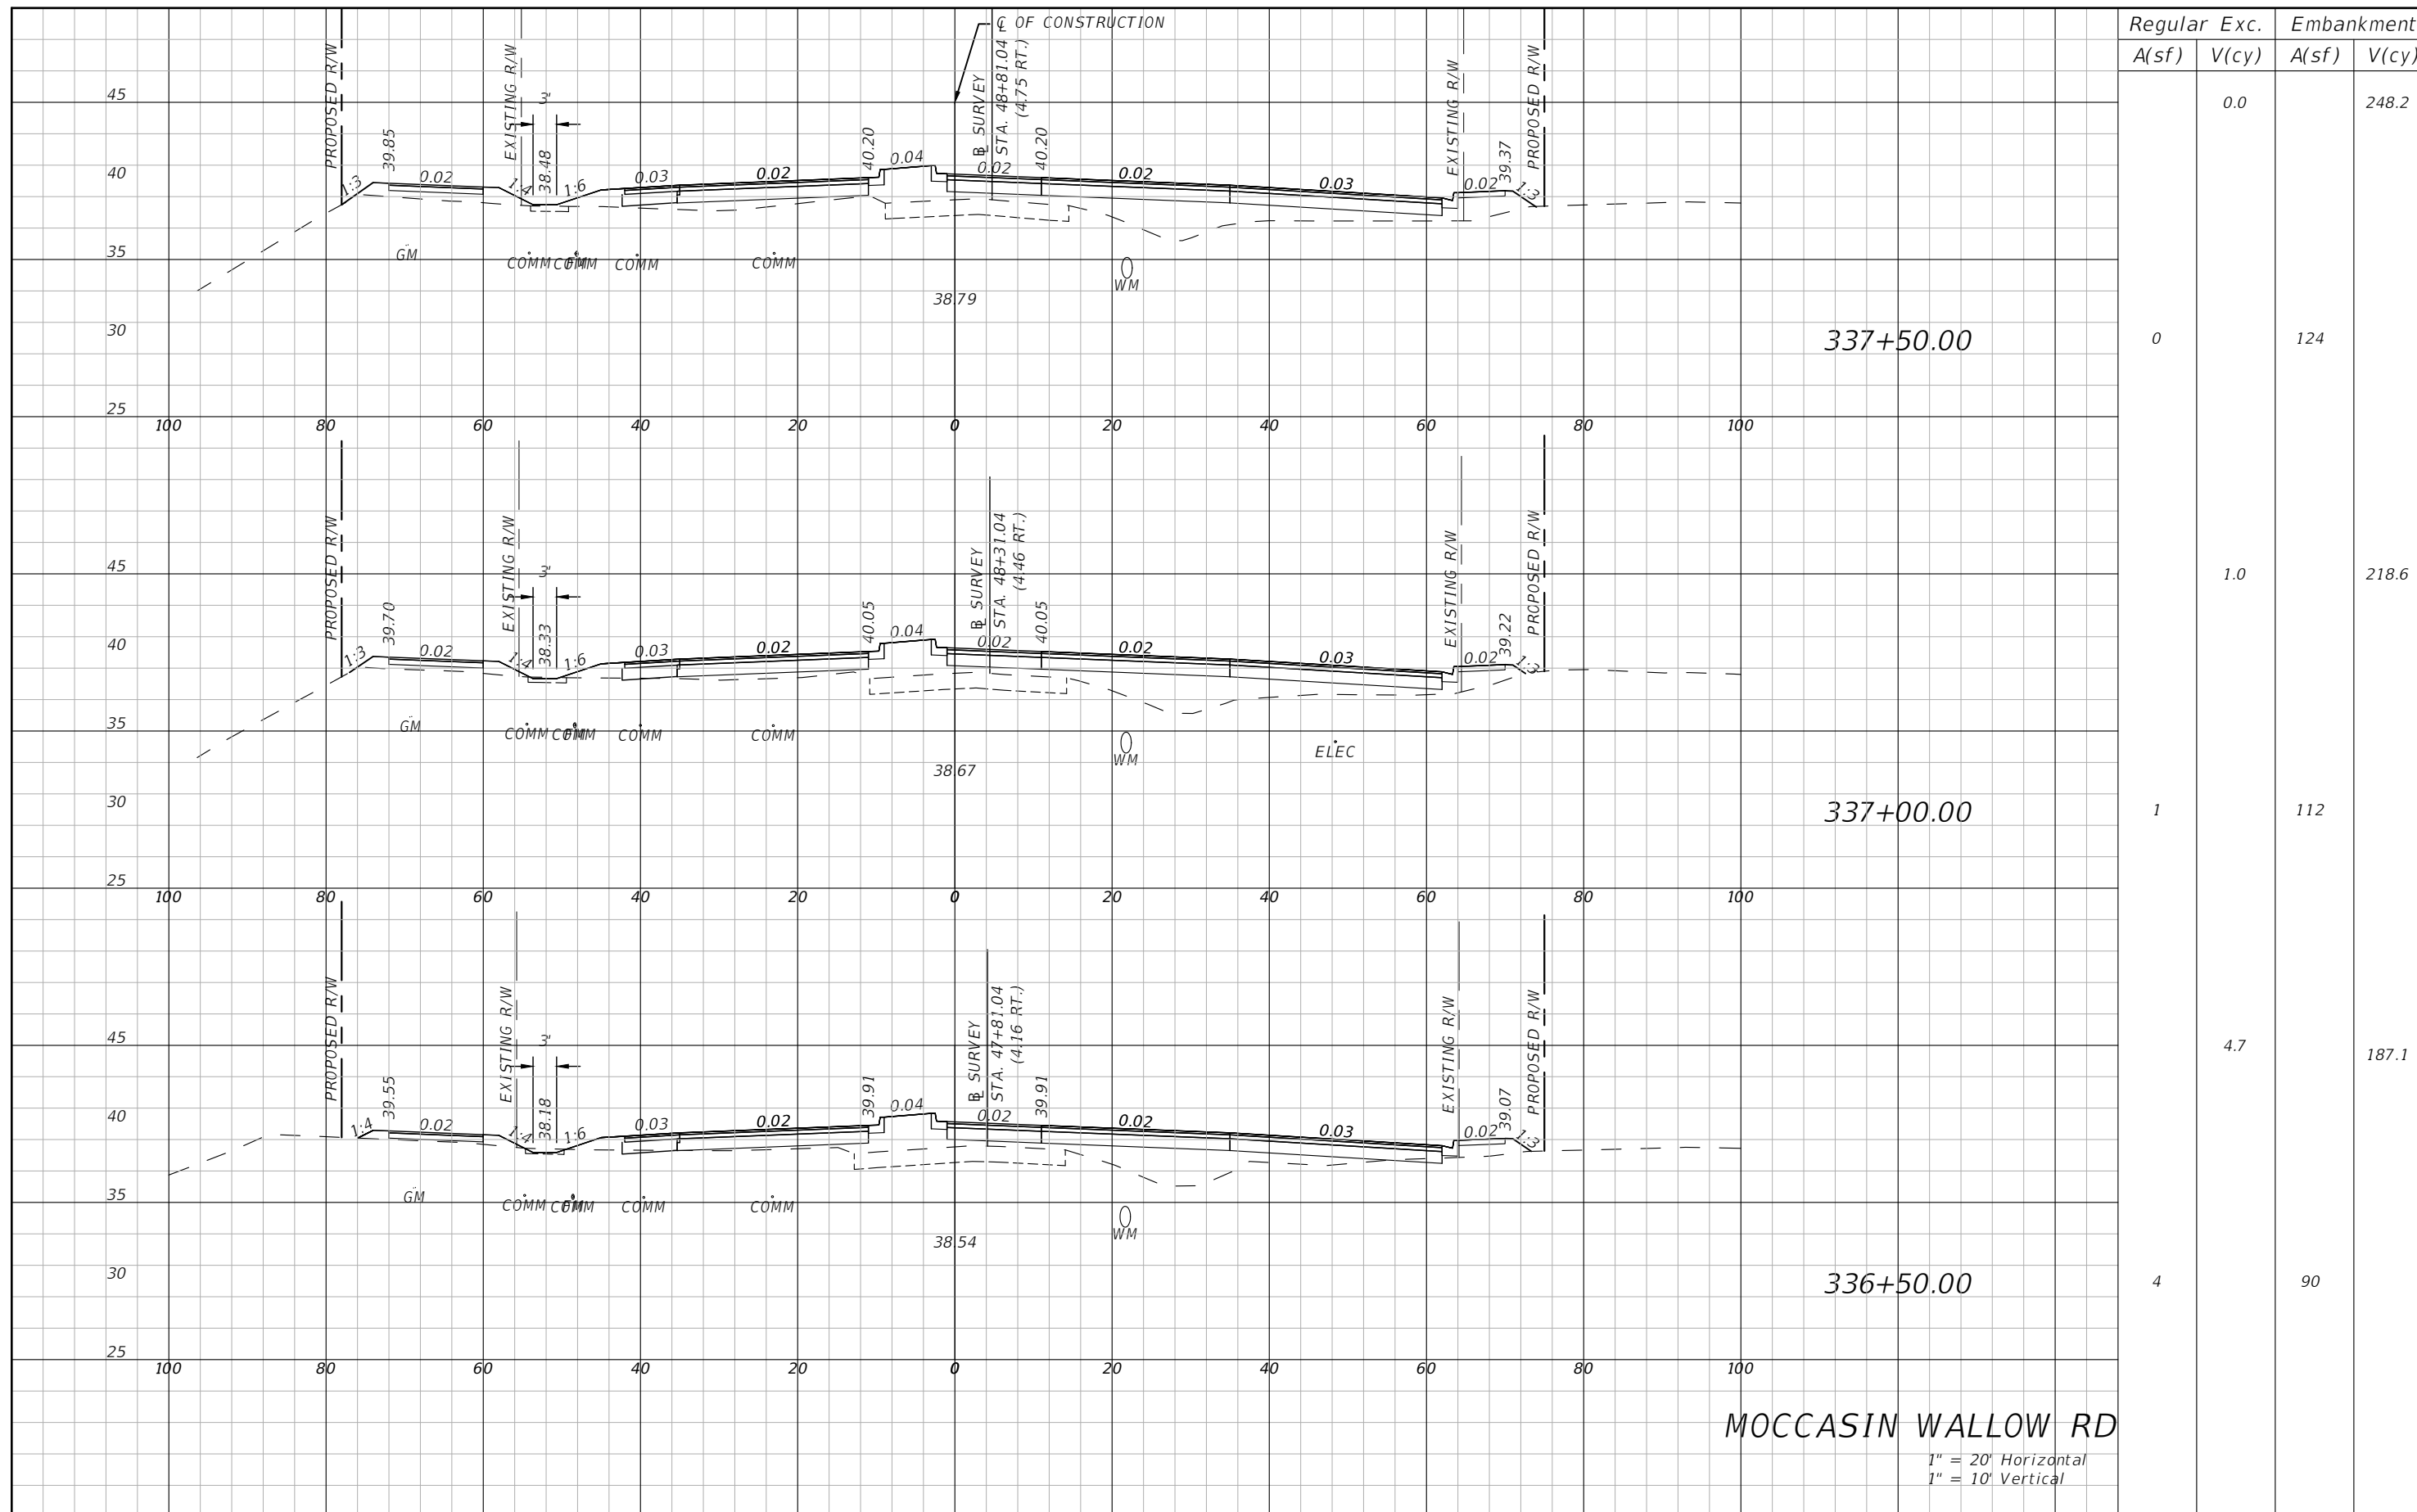 Regular Exc. Embankment
A(sf) V(cy) A(sf) V(cy)
℄ OF CONSTRUCTION
PROPOSED R/W
39.85
EXISTING R/W
3'
38.48
40.20
B̲L SURVEY
STA. 48+81.04
(4.75 RT.)
40.20
EXISTING R/W
39.37
PROPOSED R/W
45
0.0 248.2
40
1:3 0.02 1:4 1:6 0.03 0.02 0.04 0.02 0.02 0.03 0.02 1:3
35
GM COMM COMM COMM COMM WM
38.79
30
337+50.00 0 124
25
100 80 60 40 20 0 20 40 60 80 100
PROPOSED R/W
39.70
EXISTING R/W
3'
38.33
40.05
B̲L SURVEY
STA. 48+31.04
(4.46 RT.)
40.05
EXISTING R/W
39.22
PROPOSED R/W
45
1.0 218.6
40
1:3 0.02 1:4 1:6 0.03 0.02 0.04 0.02 0.02 0.03 0.02 1:3
35
GM COMM COMM COMM COMM WM ELEC
38.67
30
337+00.00 1 112
25
100 80 60 40 20 0 20 40 60 80 100
PROPOSED R/W
39.55
EXISTING R/W
3'
38.18
39.91
B̲L SURVEY
STA. 47+81.04
(4.16 RT.)
39.91
EXISTING R/W
39.07
PROPOSED R/W
45
4.7 187.1
40
1:4 0.02 1:4 1:6 0.03 0.02 0.04 0.02 0.02 0.03 0.02 1:3
35
GM COMM COMM COMM COMM WM
38.54
30
336+50.00 4 90
25
100 80 60 40 20 0 20 40 60 80 100
MOCCASIN WALLOW RD
1" = 20' Horizontal
1" = 10' Vertical